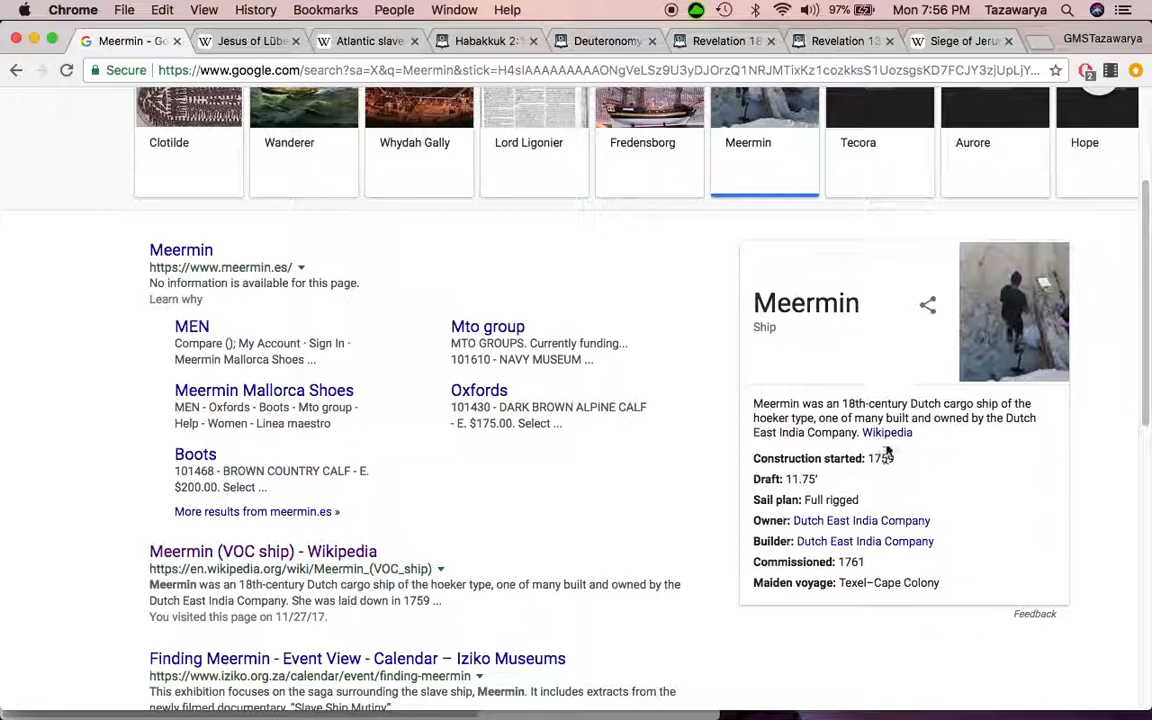 Chrome File Edit View History Bookmarks People Window Help 97% Mon 7:56 PM Tazawarya
Meermin - Go Jesus of Lübe Atlantic slave Habakkuk 2:1 Deuteronomy Revelation 18 Revelation 13 Siege of Jeru GMSTazawarya
Secure https://www.google.com/search?sa=X&q=Meermin&stick=
Clotilde Wanderer Whydah Gally Lord Ligonier Fredensborg Meermin Tecora Aurore Hope
Meermin
https://www.meermin.es/
No information is available for this page.
Learn why
MEN
Compare (); My Account · Sign In ·
Meermin Mallorca Shoes ...
Mto group
MTO GROUPS. Currently funding...
101610 - NAVY MUSEUM ...
Meermin Mallorca Shoes
MEN - Oxfords - Boots - Mto group -
Help - Women - Linea maestro
Oxfords
101430 - DARK BROWN ALPINE CALF
- E. $175.00. Select ...
Boots
101468 - BROWN COUNTRY CALF - E.
$200.00. Select ...
More results from meermin.es »
Meermin (VOC ship) - Wikipedia
https://en.wikipedia.org/wiki/Meermin_(VOC_ship)
Meermin was an 18th-century Dutch cargo ship of the hoeker type, one of many built and owned by the
Dutch East India Company. She was laid down in 1759 ...
You visited this page on 11/27/17.
Finding Meermin - Event View - Calendar – Iziko Museums
https://www.iziko.org.za/calendar/event/finding-meermin
This exhibition focuses on the saga surrounding the slave ship, Meermin. It includes extracts from the
newly filmed documentary, "Slave Ship Mutiny".
Meermin
Ship
Meermin was an 18th-century Dutch cargo ship of the
hoeker type, one of many built and owned by the Dutch
East India Company. Wikipedia
Construction started: 1759
Draft: 11.75'
Sail plan: Full rigged
Owner: Dutch East India Company
Builder: Dutch East India Company
Commissioned: 1761
Maiden voyage: Texel–Cape Colony
Feedback